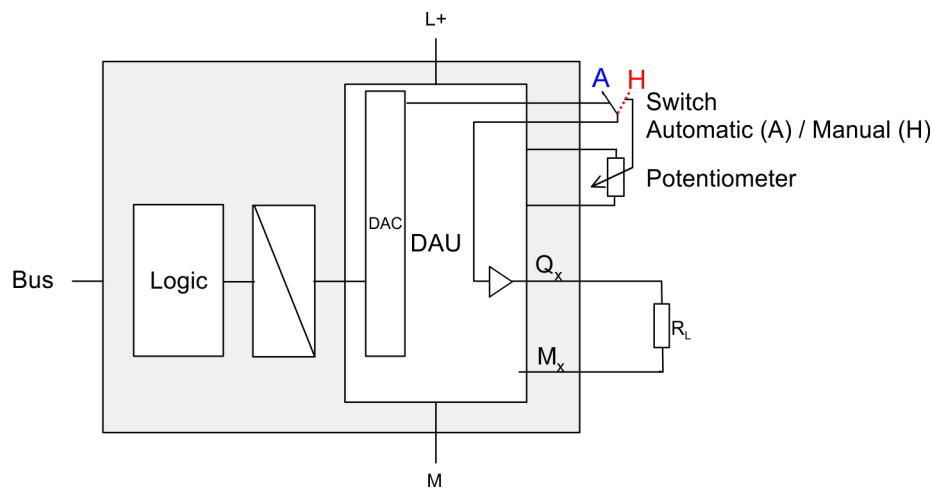 L+
A H
Switch
Automatic (A) / Manual (H)
Potentiometer
DAC
DAU
Logic
Bus
Qx
RL
Mx
M